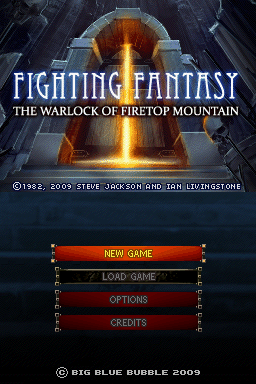 FIGHTING FANTASY
THE WARLOCK OF FIRETOP MOUNTAIN
©1982, 2009 STEVE JACKSON AND IAN LIVINGSTONE
NEW GAME
LOAD GAME
OPTIONS
CREDITS
© BIG BLUE BUBBLE 2009